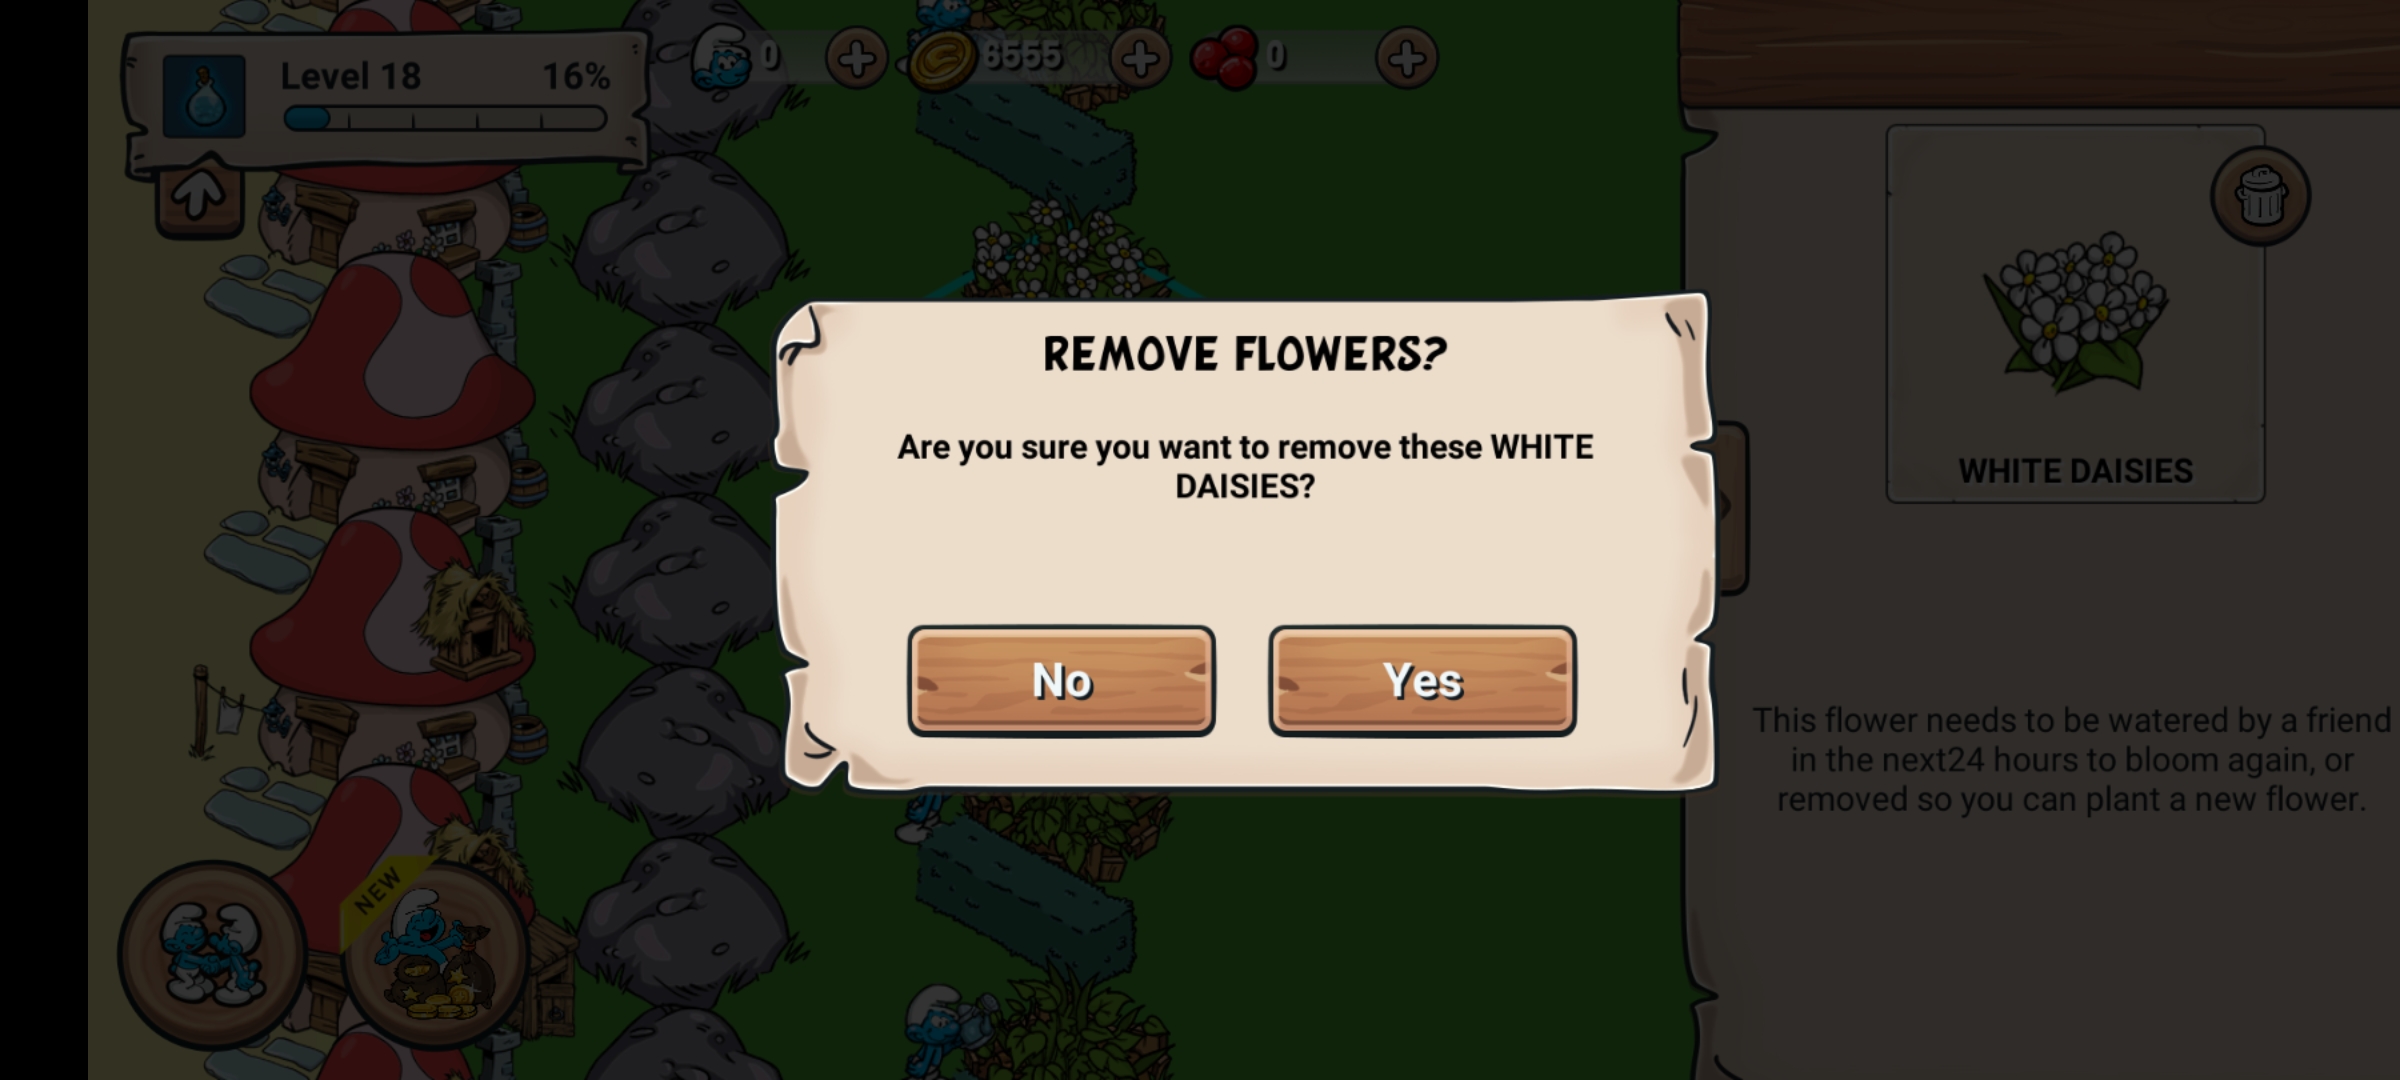 Level 18 16%
0
8555
0
REMOVE FLOWERS?
Are you sure you want to remove these WHITE
DAISIES?
No
Yes
WHITE DAISIES
This flower needs to be watered by a friend
in the next24 hours to bloom again, or
removed so you can plant a new flower.
NEW